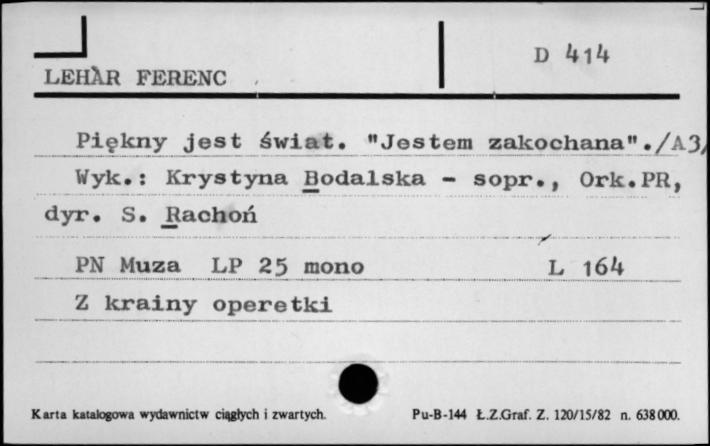 D 414
LEHÀR FERENC
Piękny jest świat. "Jestem zakochana"./A3/
Wyk.: Krystyna Bodalska - sopr., Ork.PR,
dyr. S. Rachoń
PN Muza LP 25 mono L 164
Z krainy operetki
Karta katalogowa wydawnictw ciągłych i zwartych. Pu-B-144 Ł.Z.Graf. Z. 120/15/82 n. 638000.